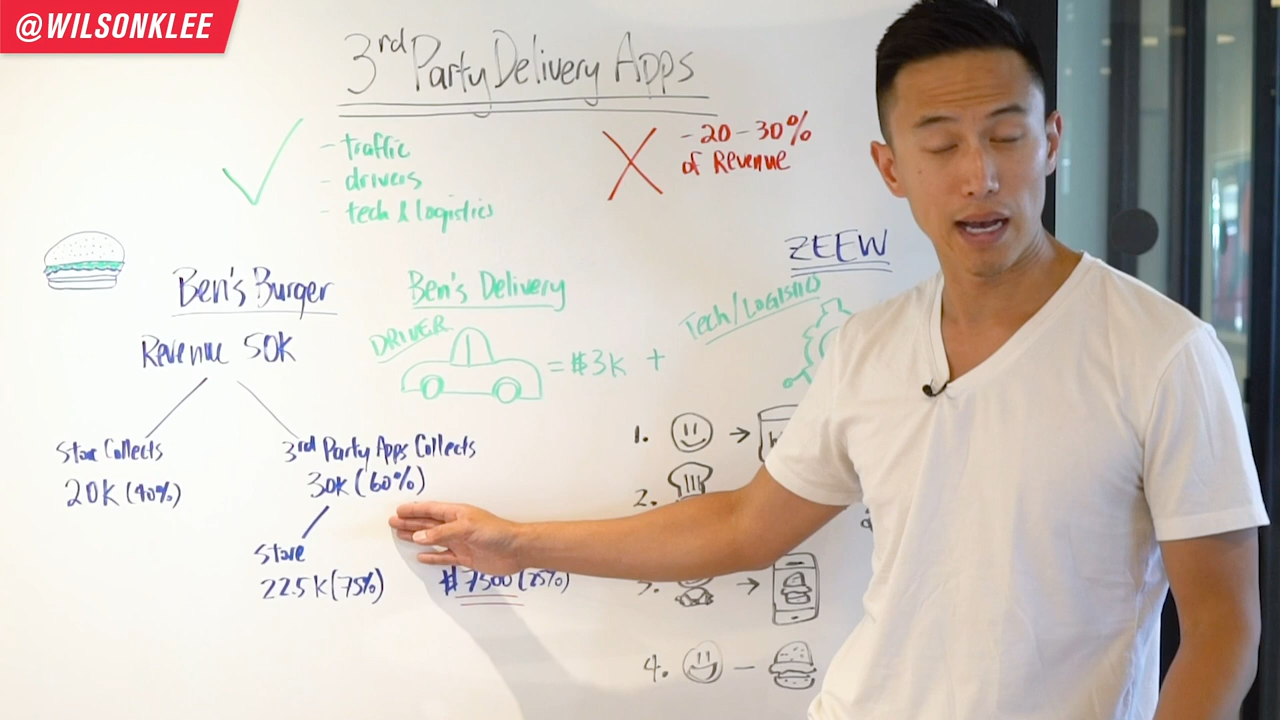 @WILSONKLEE
3rd Party Delivery Apps
- traffic
- drivers
- tech & logistics
- 20 - 30%
of Revenue
ZEEW
Ben's Burger
Revenue 50K
Ben's Delivery
DRIVER
= $3K +
Tech/LOGISTIC
Store Collects
20K (40%)
3rd Party Apps Collects
30K (60%)
Store
22.5K (75%)
$7500 (25%)
1.
2.
3.
4.